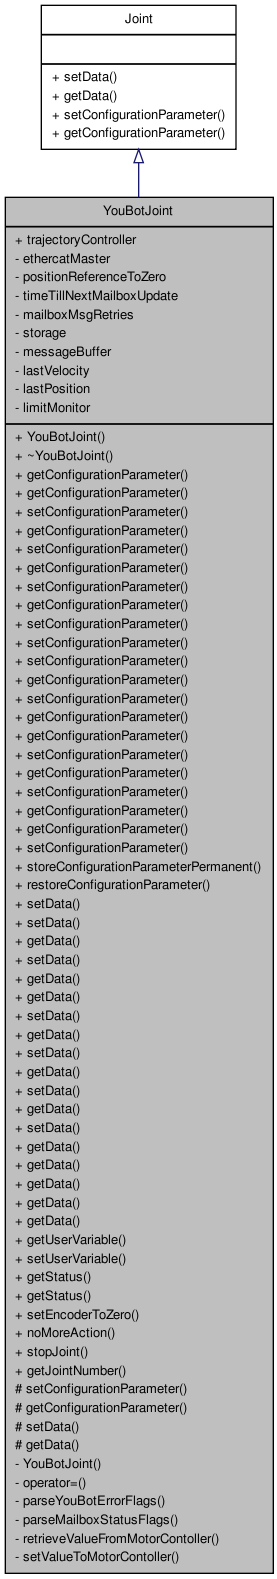 Joint
+ setData()
+ getData()
+ setConfigurationParameter()
+ getConfigurationParameter()
YouBotJoint
+ trajectoryController
- ethercatMaster
- positionReferenceToZero
- timeTillNextMailboxUpdate
- mailboxMsgRetries
- storage
- messageBuffer
- lastVelocity
- lastPosition
- limitMonitor
+ YouBotJoint()
+ ~YouBotJoint()
+ getConfigurationParameter()
+ getConfigurationParameter()
+ setConfigurationParameter()
+ getConfigurationParameter()
+ setConfigurationParameter()
+ getConfigurationParameter()
+ setConfigurationParameter()
+ getConfigurationParameter()
+ setConfigurationParameter()
+ setConfigurationParameter()
+ setConfigurationParameter()
+ getConfigurationParameter()
+ setConfigurationParameter()
+ getConfigurationParameter()
+ getConfigurationParameter()
+ setConfigurationParameter()
+ getConfigurationParameter()
+ setConfigurationParameter()
+ getConfigurationParameter()
+ getConfigurationParameter()
+ setConfigurationParameter()
+ storeConfigurationParameterPermanent()
+ restoreConfigurationParameter()
+ setData()
+ setData()
+ getData()
+ setData()
+ getData()
+ getData()
+ setData()
+ getData()
+ setData()
+ getData()
+ setData()
+ getData()
+ setData()
+ getData()
+ getData()
+ getData()
+ getData()
+ getData()
+ getUserVariable()
+ setUserVariable()
+ getStatus()
+ getStatus()
+ setEncoderToZero()
+ noMoreAction()
+ stopJoint()
+ getJointNumber()
# setConfigurationParameter()
# getConfigurationParameter()
# setData()
# getData()
- YouBotJoint()
- operator=()
- parseYouBotErrorFlags()
- parseMailboxStatusFlags()
- retrieveValueFromMotorContoller()
- setValueToMotorContoller()